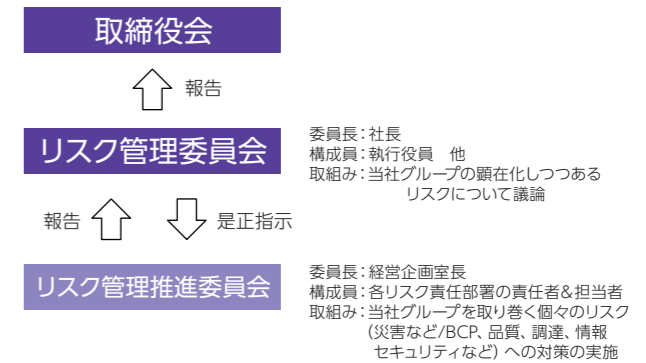 取締役会
報告
リスク管理委員会
委員長：社長
構成員：執行役員　他
取組み：当社グループの顕在化しつつある
リスクについて議論
報告
是正指示
リスク管理推進委員会
委員長：経営企画室長
構成員：各リスク責任部署の責任者&担当者
取組み：当社グループを取り巻く個々のリスク
（災害など/BCP、品質、調達、情報
セキュリティなど）への対策の実施